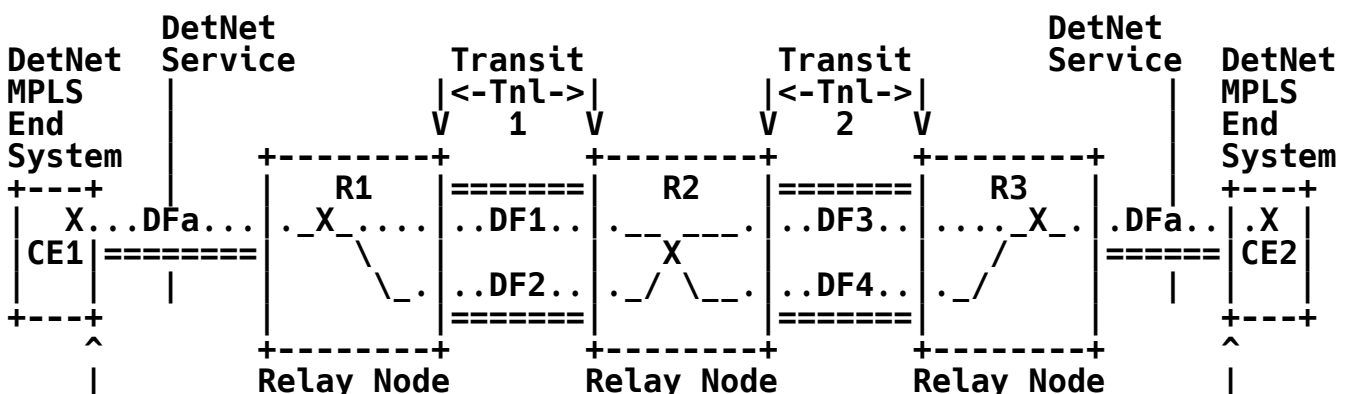 DetNet                                             DetNet
DetNet  Service         Transit          Transit        Service  DetNet
MPLS      |            |<-Tnl->|        |<-Tnl->|            |  MPLS
End       |            V   1   V        V   2   V            |  End
System    |   +--------+       +--------+       +--------+   |  System
+---+     |   |   R1   |=======|   R2   |=======|   R3   |   |  +---+
|  X...DFa...|._X_....|..DF1..|.__ ___.|..DF3..|...._X_.|.DFa..|.X |
|CE1|========|    \   |       |   X    |       |   /    |======|CE2|
|   |   |    |     \_.|..DF2..|._/ \__.|..DF4..|._/     |   |  |   |
+---+        |        |=======|        |=======|        |      +---+
    ^        +--------+       +--------+       +--------+      ^
    |        Relay Node       Relay Node       Relay Node      |